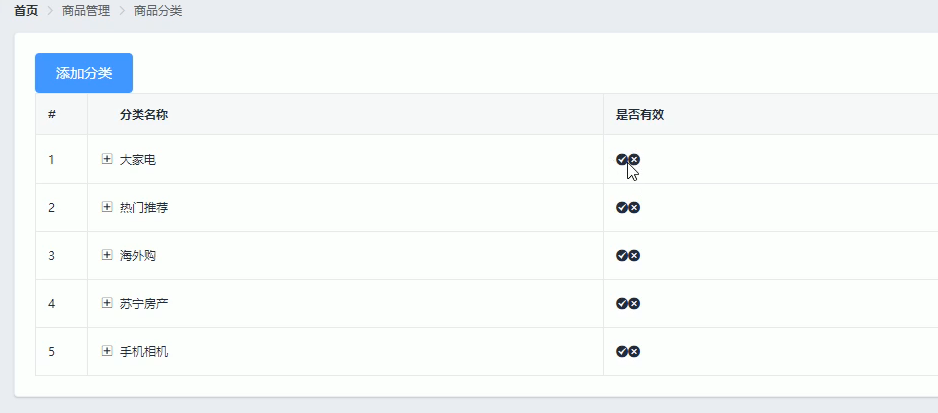 首页 > 商品管理 > 商品分类
添加分类
# 分类名称 是否有效
1 大家电
2 热门推荐
3 海外购
4 苏宁房产
5 手机相机